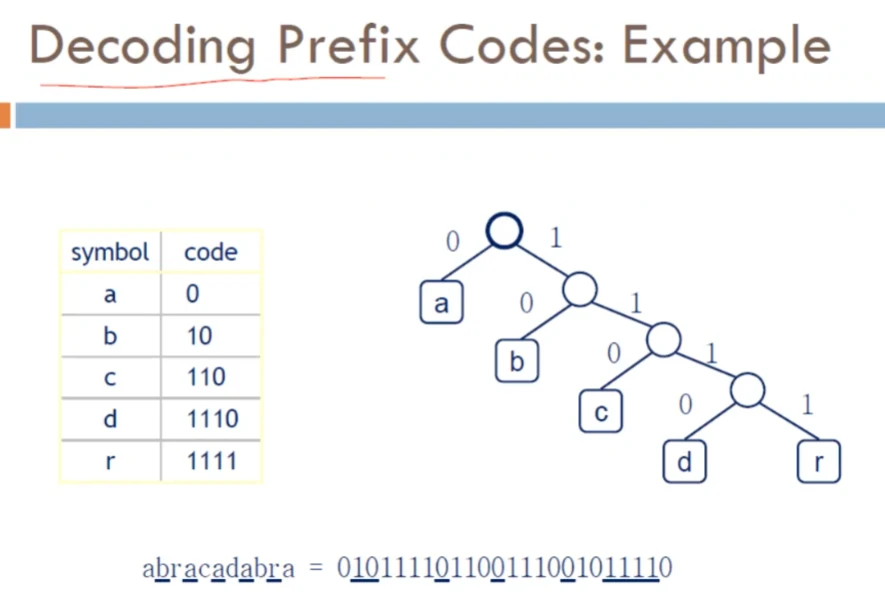 Decoding Prefix Codes: Example
symbol code
a 0
b 10
c 110
d 1110
r 1111
0 1
a 0 1
b 0 1
c 0 1
d r
abracadabra = 010111101100111001011110